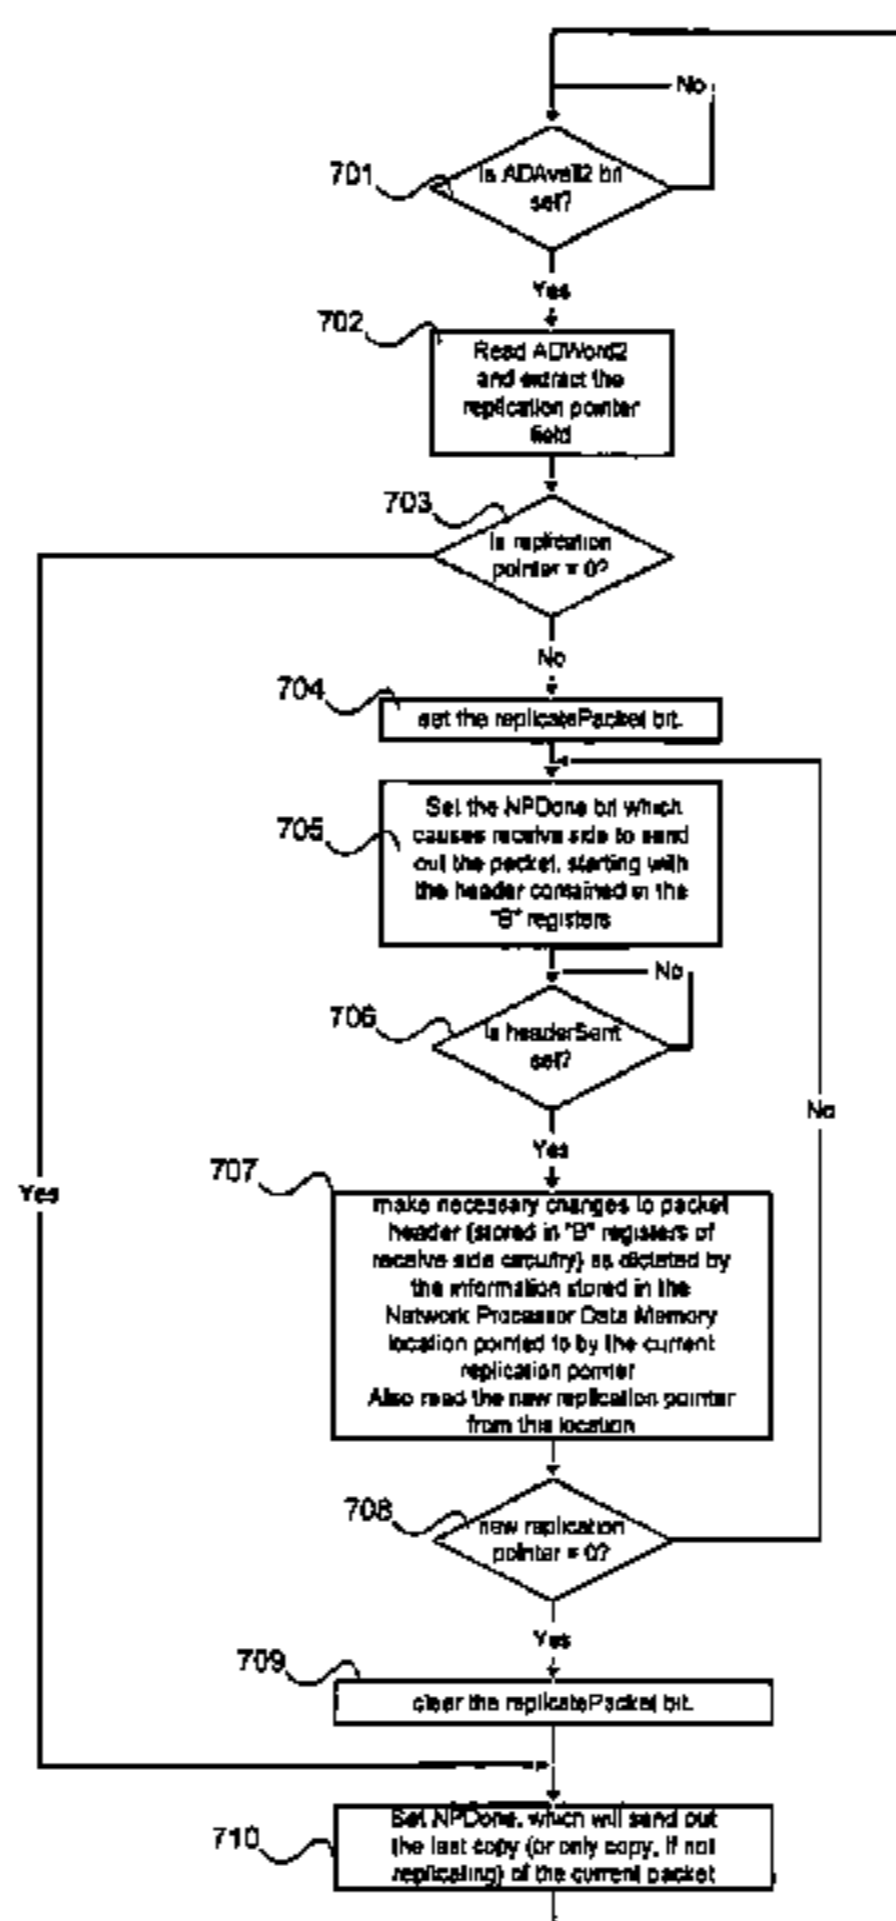 No
701
Is ADAvail2 bit
set?
Yes
702
Read ADWord2
and extract the
replication pointer
field
703
Is replication
pointer = 0?
No
704
set the replicatePacket bit.
705
Set the NPDone bit which
causes receive side to send
out the packet, starting with
the header contained in the
"B" registers
No
706
Is headerSent
set?
No
Yes
707
Yes
make necessary changes to packet
header (stored in "B" registers of
receive side circuitry) as dictated by
the information stored in the
Network Processor Data Memory
location pointed to by the current
replication pointer
Also read the new replication pointer
from this location
708
new replication
pointer = 0?
Yes
709
clear the replicatePacket bit.
710
Set NPDone, which will send out
the last copy (or only copy, if not
replicating) of the current packet